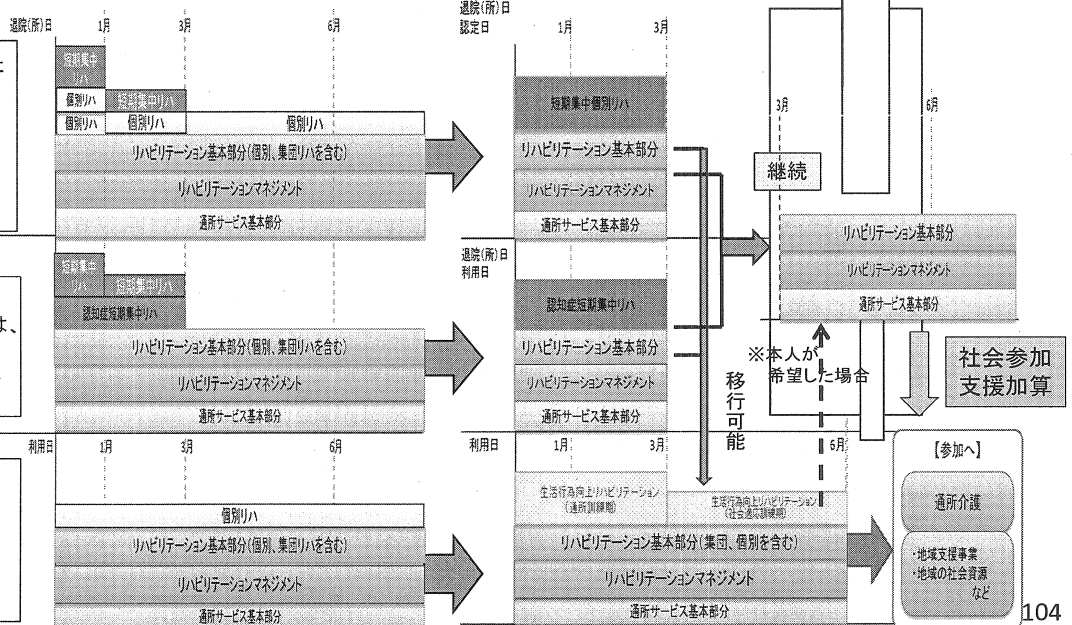 退院(所)日
1月
3月
6月
短期集中
リハ
個別リハ
短期集中リハ
個別リハ
個別リハ
個別リハ
リハビリテーション基本部分(個別、集団リハを含む)
リハビリテーションマネジメント
通所サービス基本部分
短期集中
リハ
短期集中リハ
認知症短期集中リハ
リハビリテーション基本部分(個別、集団リハを含む)
リハビリテーションマネジメント
通所サービス基本部分
は、
利用日
1月
3月
6月
個別リハ
リハビリテーション基本部分(個別、集団リハを含む)
リハビリテーションマネジメント
通所サービス基本部分
退院(所)日
認定日
1月
3月
短期集中個別リハ
リハビリテーション基本部分
リハビリテーションマネジメント
通所サービス基本部分
退院(所)日
利用日
認知症短期集中リハ
リハビリテーション基本部分
リハビリテーションマネジメント
通所サービス基本部分
利用日
1月
3月
6月
生活行為向上リハビリテーション
(通所訓練期)
生活行為向上リハビリテーション
(社会適応訓練期)
リハビリテーション基本部分(集団、個別を含む)
リハビリテーションマネジメント
通所サービス基本部分
3月
6月
継続
リハビリテーション基本部分
リハビリテーションマネジメント
通所サービス基本部分
※本人が
希望した場合
移行可能
社会参加
支援加算
【参加へ】
通所介護
・地域支援事業
・地域の社会資源
など
104